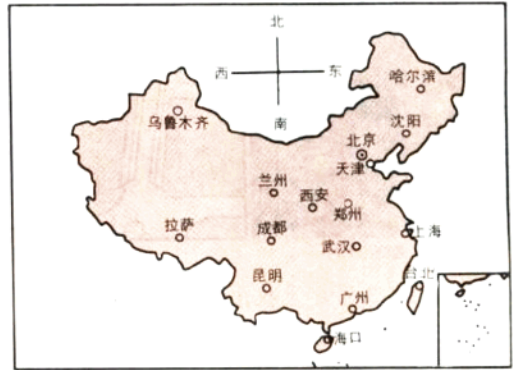 北
西
东
南
哈尔滨
乌鲁木齐
沈阳
北京
天津
兰州
西安
郑州
拉萨
成都
武汉
上海
昆明
台北
广州
海口